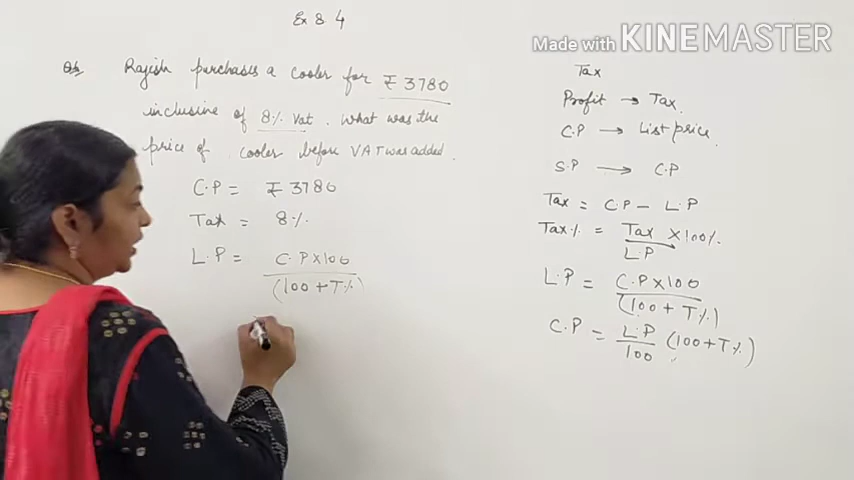 Ex 8 4
Made with KINEMASTER
Q6 Rajesh purchases a cooler for ₹ 3780
inclusive of 8% vat. What was the
price of cooler before VAT was added.
C.P = ₹ 3780
Tax = 8%
L.P = C.P x 100
(100 + T%)
Tax
Profit → Tax.
C.P → List price.
S.P → C.P
Tax = C.P - L.P
Tax% = Tax x 100%.
L.P
L.P = C.P x 100
(100 + T%)
C.P = L.P (100 + T%)
100